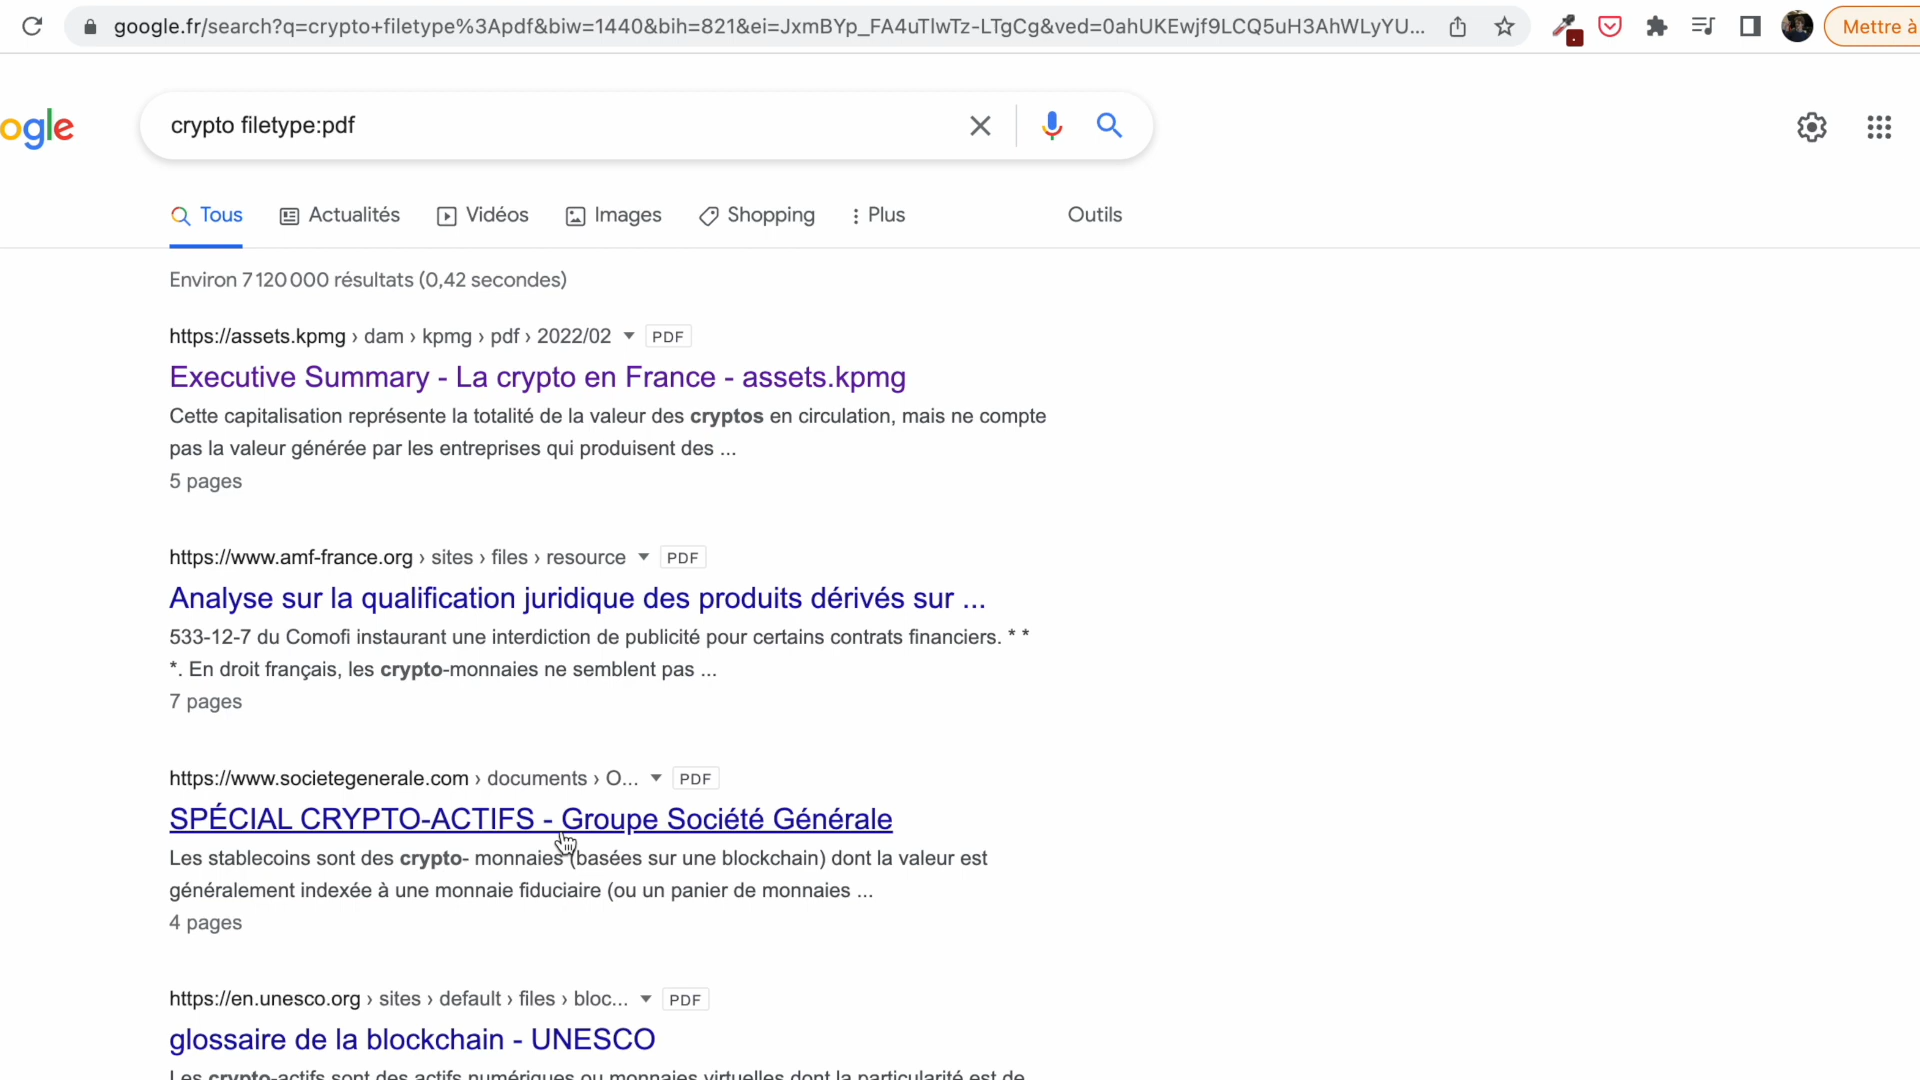 google.fr/search?q=crypto+filetype%3Apdf&biw=1440&bih=821&ei=JxmBYp_FA4uTlwTz-LTgCg&ved=0ahUKEwjf9LCQ5uH3AhWLyYU...
Mettre à
ogle
crypto filetype:pdf
Tous
Actualités
Vidéos
Images
Shopping
Plus
Outils
Environ 7 120 000 résultats (0,42 secondes)
https://assets.kpmg › dam › kpmg › pdf › 2022/02 PDF
Executive Summary - La crypto en France - assets.kpmg
Cette capitalisation représente la totalité de la valeur des cryptos en circulation, mais ne compte
pas la valeur générée par les entreprises qui produisent des ...
5 pages
https://www.amf-france.org › sites › files › resource PDF
Analyse sur la qualification juridique des produits dérivés sur ...
533-12-7 du Comofi instaurant une interdiction de publicité pour certains contrats financiers. * *
*. En droit français, les crypto-monnaies ne semblent pas ...
7 pages
https://www.societegenerale.com › documents › O... PDF
SPÉCIAL CRYPTO-ACTIFS - Groupe Société Générale
Les stablecoins sont des crypto- monnaies (basées sur une blockchain) dont la valeur est
généralement indexée à une monnaie fiduciaire (ou un panier de monnaies ...
4 pages
https://en.unesco.org › sites › default › files › bloc... PDF
glossaire de la blockchain - UNESCO
Les crypto-actifs sont des actifs numériques ou monnaies virtuelles dont la particularité est de